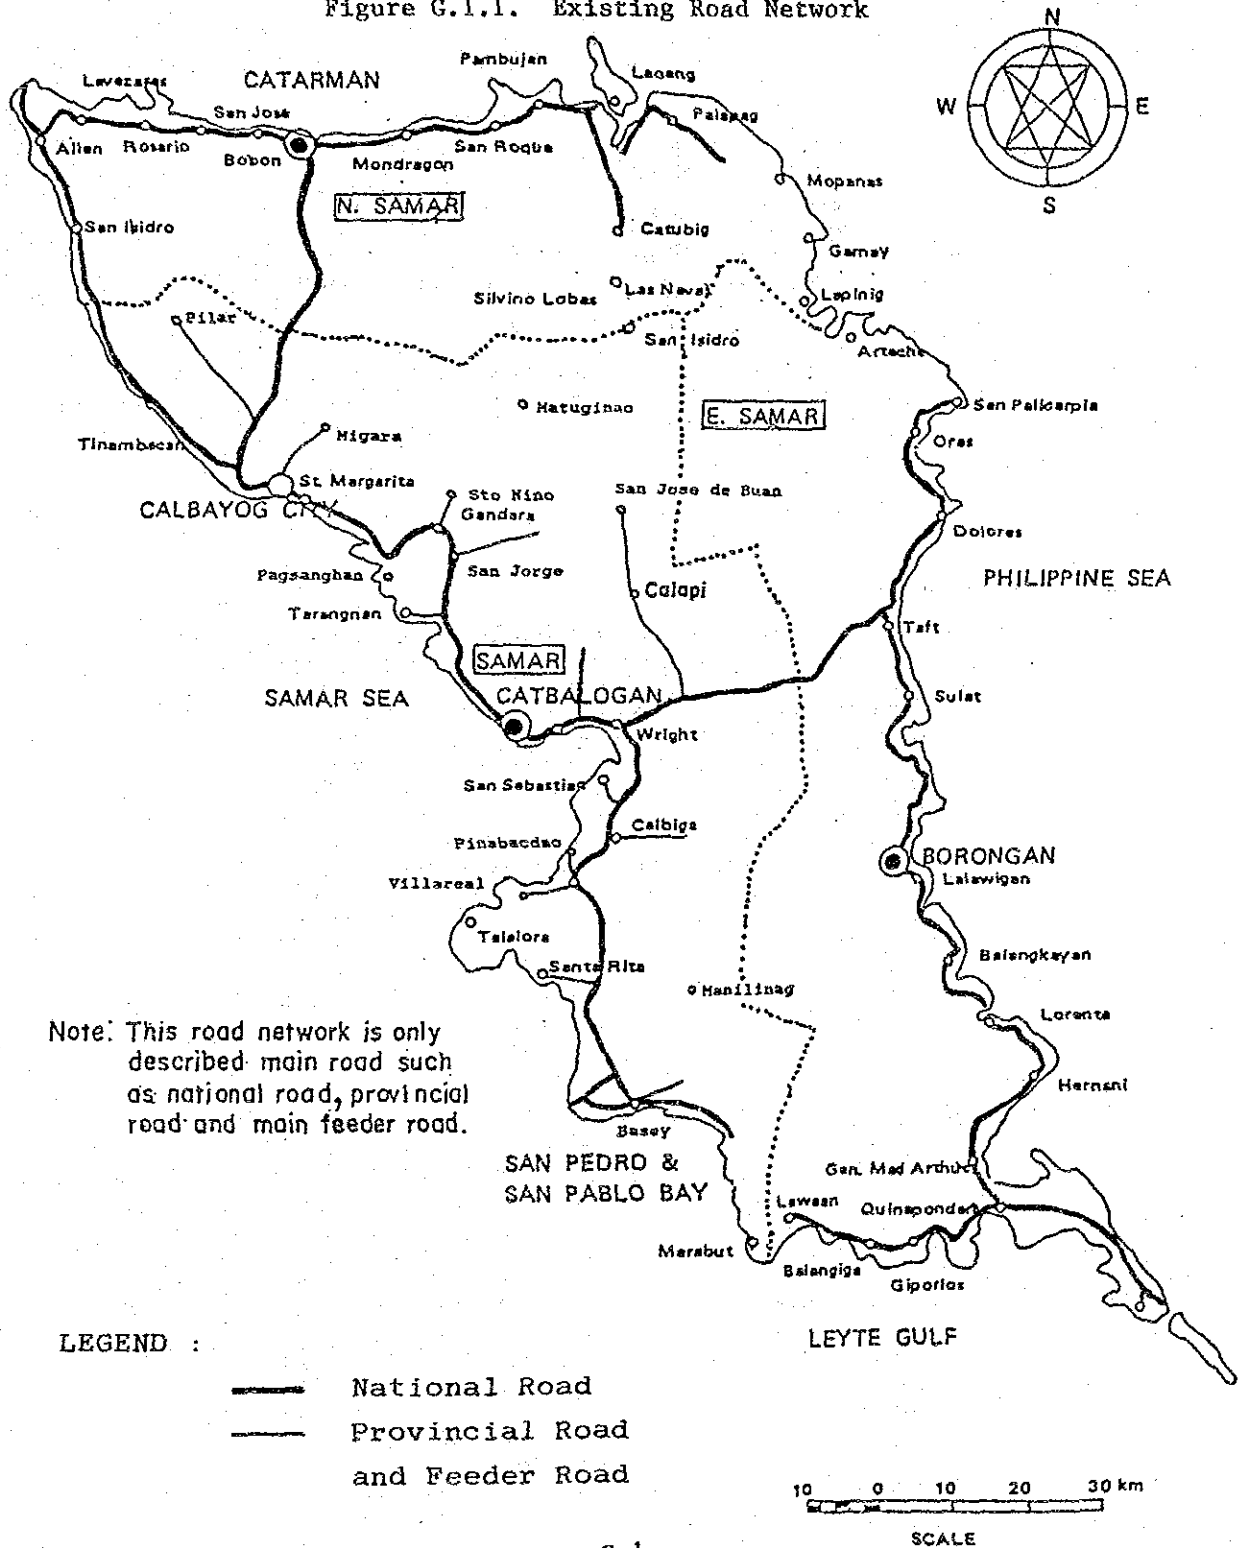 Figure G.1.1. Existing Road Network
N
W
E
S
Pambujan
Laoang
Lavezares
CATARMAN
San Jose
Palapag
Allen
Rosario
Bobon
Mondragon
San Roque
Mopanas
N. SAMAR
San Isidro
Catubig
Gamay
Las Navas
Silvino Lobas
Lapinig
Pilar
San Isidro
Arteche
Matuginao
E. SAMAR
San Policarpia
Oras
Tinambacan
Migara
St. Margarita
CALBAYOG CITY
Sto Nino
Gandara
San Jose de Buan
Dolores
Pagsanghan
San Jorge
PHILIPPINE SEA
Calapi
Tarangnan
Taft
SAMAR
SAMAR SEA
CATBALOGAN
Sulat
Wright
San Sebastian
Calbiga
Pinabacdao
BORONGAN
Villareal
Lalawigan
Talalora
Balangkayan
Santa Rita
Manilinag
Lorenta
Note: This road network is only
described main road such
as national road, provincial
road and main feeder road.
Hernani
Basey
SAN PEDRO &
SAN PABLO BAY
Gen. Mad Arthur
Lawaan
Quinapondan
Marabut
Balangiga
Giporlos
LEYTE GULF
LEGEND :
National Road
Provincial Road
and Feeder Road
10 0 10 20 30 km
SCALE